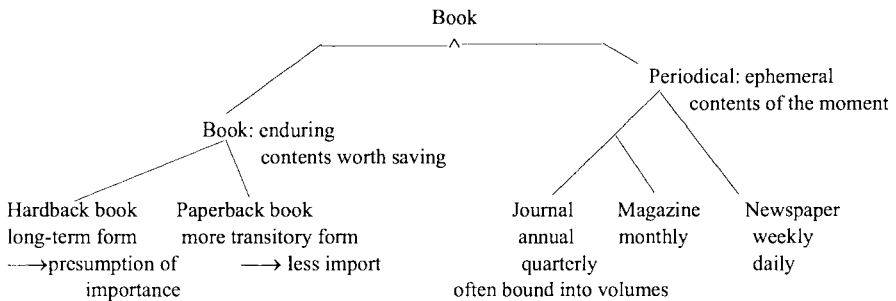 Book
^
Periodical: ephemeral
contents of the moment
Book: enduring
contents worth saving
Hardback book
long-term form
→presumption of
importance
Paperback book
more transitory form
→ less import
Journal
annual
quarterly
often bound into volumes
Magazine
monthly
Newspaper
weekly
daily